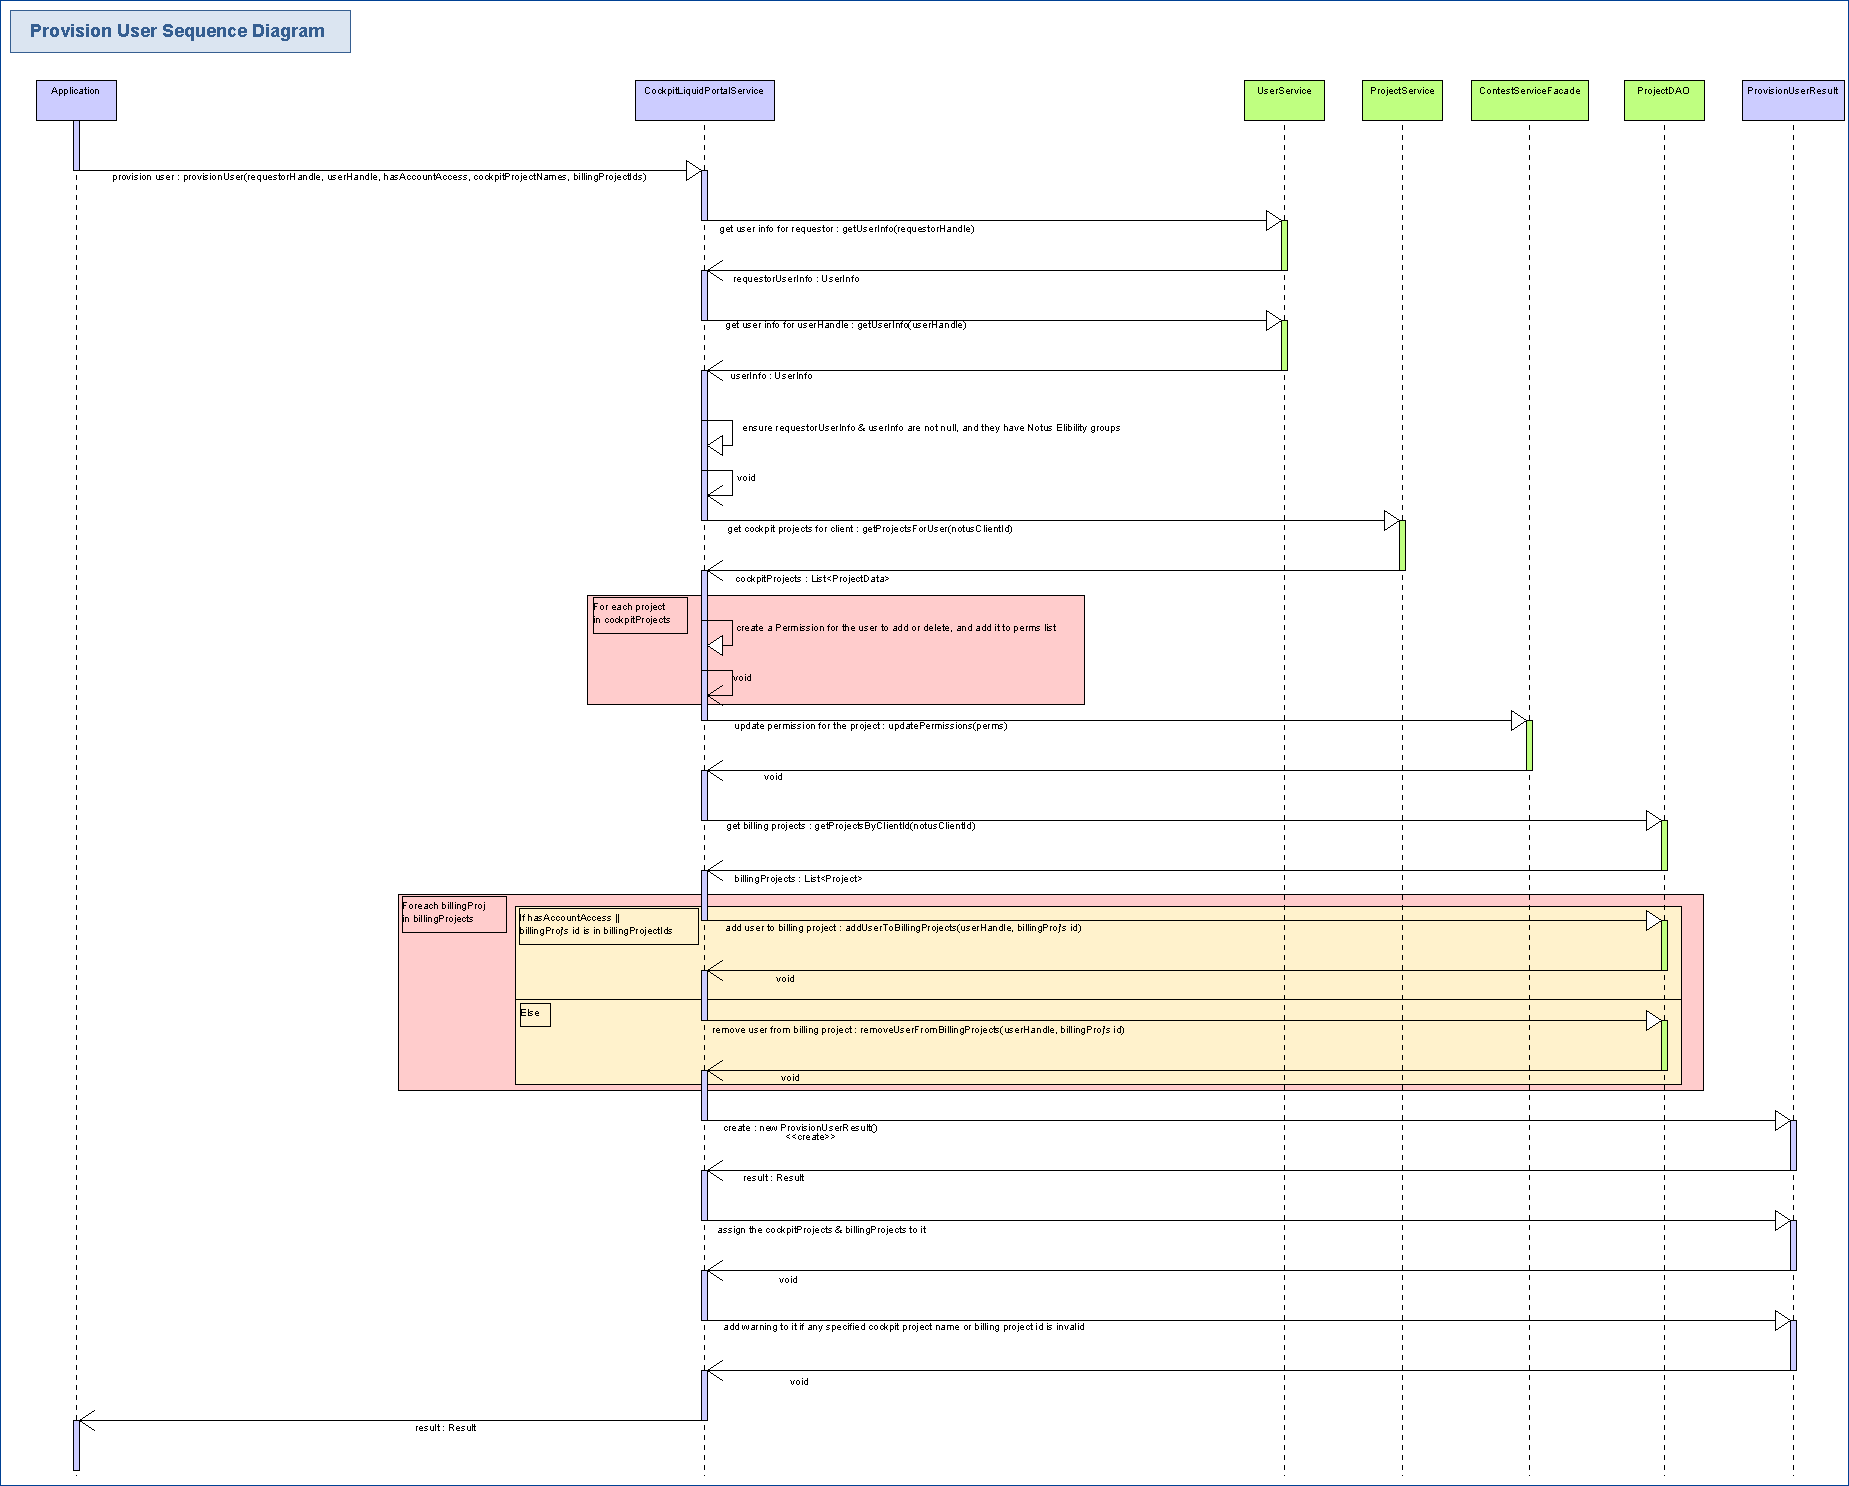 Provision User Sequence Diagram
Application
CockpitLiquidPortalService
UserService
ProjectService
ContestServiceFacade
ProjectDAO
ProvisionUserResult
provision user : provisionUser(requestorHandle, userHandle, hasAccountAccess, cockpitProjectNames, billingProjectIds)
get user info for requestor : getUserInfo(requestorHandle)
requestorUserInfo : UserInfo
get user info for userHandle : getUserInfo(userHandle)
userInfo : UserInfo
ensure requestorUserInfo & userInfo are not null, and they have Notus Elibility groups
void
get cockpit projects for client : getProjectsForUser(notusClientId)
cockpitProjects : List<ProjectData>
For each project
in cockpitProjects
create a Permission for the user to add or delete, and add it to perms list
void
update permission for the project : updatePermissions(perms)
void
get billing projects : getProjectsByClientId(notusClientId)
billingProjects : List<Project>
Foreach billingProj
in billingProjects
If hasAccountAccess ||
billingProj's id is in billingProjectIds
add user to billing project : addUserToBillingProjects(userHandle, billingProj's id)
void
Else
remove user from billing project : removeUserFromBillingProjects(userHandle, billingProj's id)
void
create : new ProvisionUserResult()
<<create>>
result : Result
assign the cockpitProjects & billingProjects to it
void
add warning to it if any specified cockpit project name or billing project id is invalid
void
result : Result